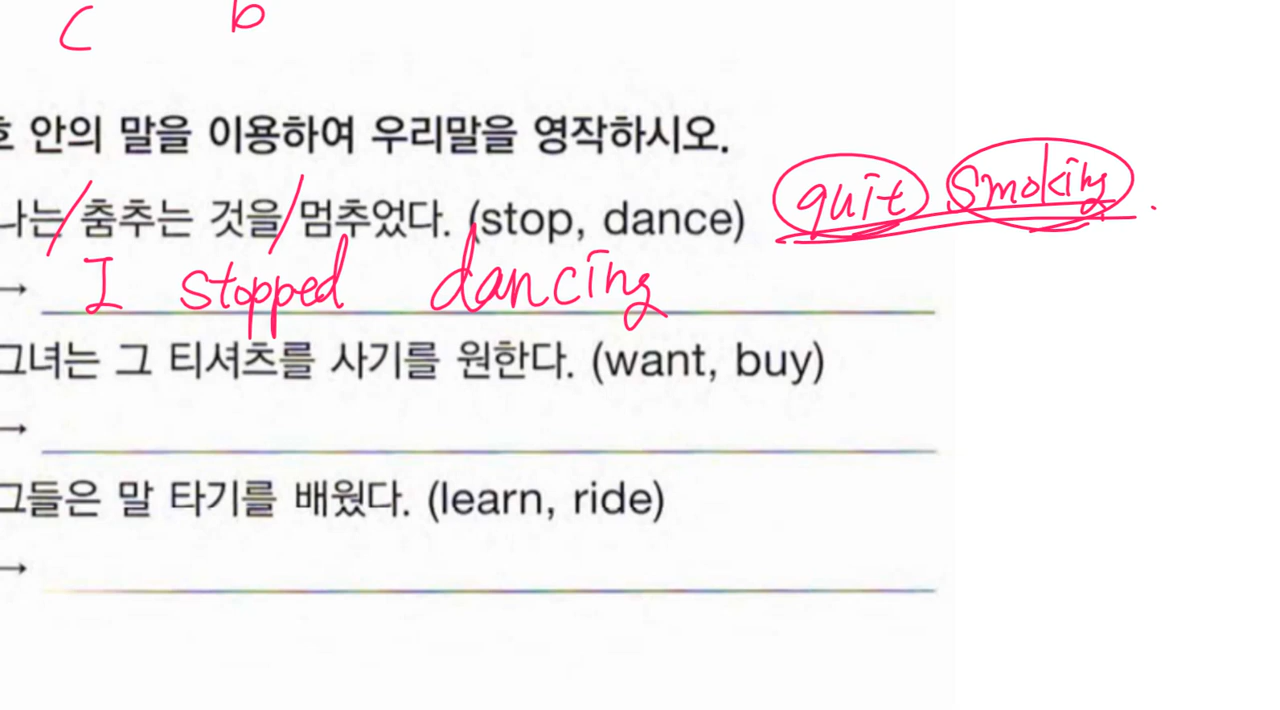 c b
호 안의 말을 이용하여 우리말을 영작하시오.
나는/춤추는 것을/멈추었다. (stop, dance) quit smoking.
→ I stopped dancing
그녀는 그 티셔츠를 사기를 원한다. (want, buy)
→
그들은 말 타기를 배웠다. (learn, ride)
→